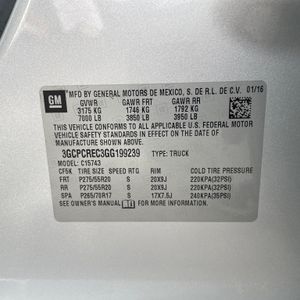 GM
*MFD BY GENERAL MOTORS DE MEXICO, S. DE R.L. DE C.V. 01/16
GVWR GAWR FRT GAWR RR
3175 KG 1746 KG 1792 KG
7000 LB 3850 LB 3950 LB
THIS VEHICLE CONFORMS TO ALL APPLICABLE U.S. FEDERAL MOTOR
VEHICLE SAFETY STANDARDS IN EFFECT ON THE DATE OF
MANUFACTURE SHOWN ABOVE.
3GCPCREC3GG199239 TYPE: TRUCK
MODEL: C15743
CF5K TIRE SIZE SPEED RTG RIM COLD TIRE PRESSURE
FRT P275/55R20 S 20X9J 220KPA(32PSI)
RR P275/55R20 S 20X9J 220KPA(32PSI)
SPA P265/70R17 S 17X7.5J 240KPA(35PSI)
SEE OWNER'S MANUAL FOR MORE INFORMATION.